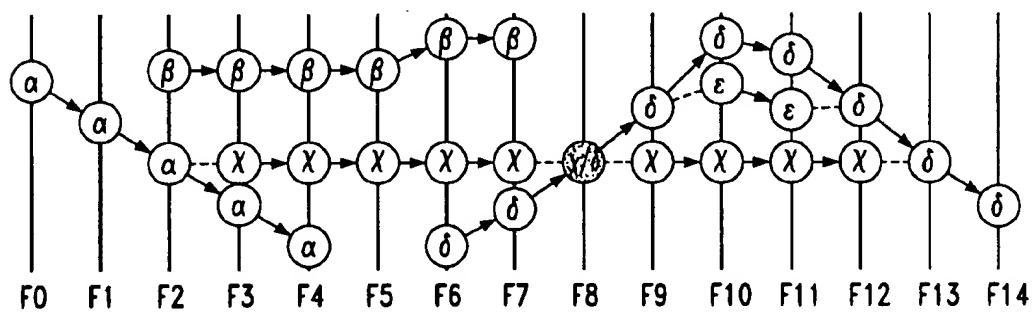 β β δ
δ ε δ
α β β β β
ε δ
α δ
α χ χ χ χ χ χ/δ χ χ χ χ δ
α δ δ
α δ
F0 F1 F2 F3 F4 F5 F6 F7 F8 F9 F10 F11 F12 F13 F14